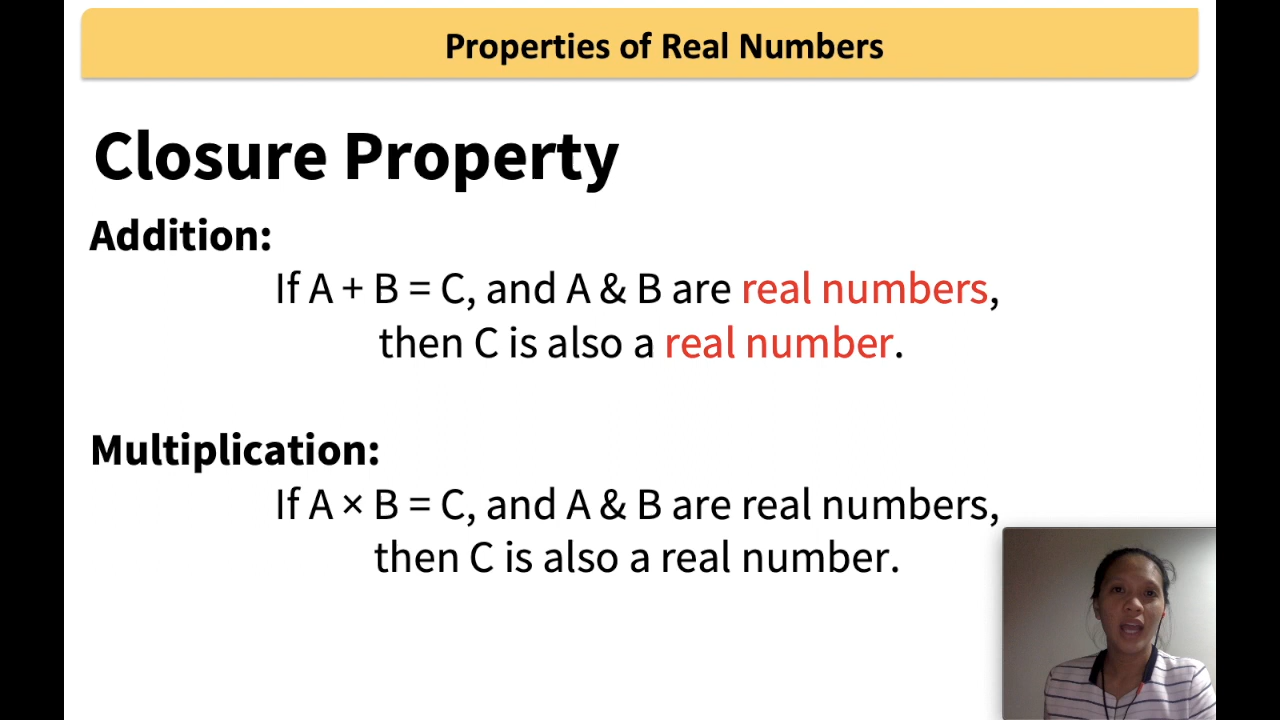 Properties of Real Numbers
Closure Property
Addition:
If A + B = C, and A & B are real numbers,
then C is also a real number.
Multiplication:
If A × B = C, and A & B are real numbers,
then C is also a real number.